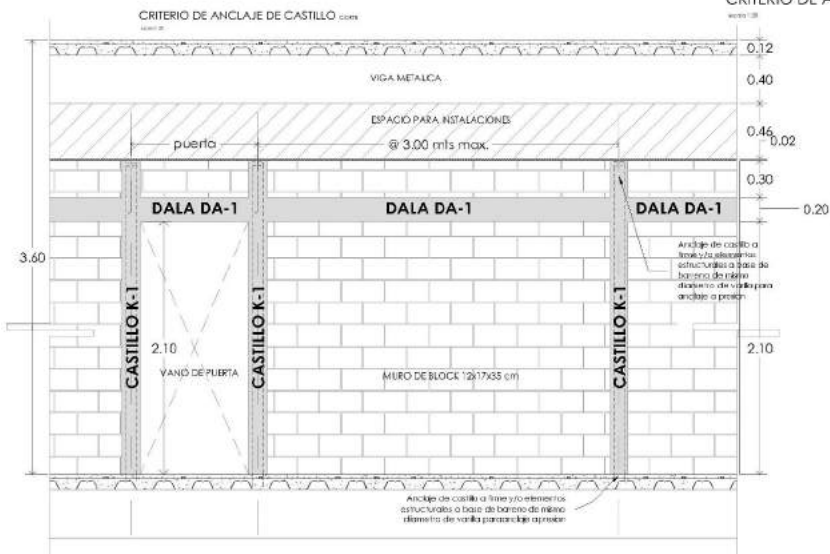 CRITERIO DE ANCLAJE DE CASTILLO
CRITERIO DE A
0.12
VIGA METALICA
0.40
ESPACIO PARA INSTALACIONES
0.46
0.02
puerta
@ 3.00 mts max.
0.30
DALA DA-1
DALA DA-1
DALA DA-1
0.20
3.60
Anclaje de castillo a
firme y/o elementos
estructurales a base de
barreno de mismo
diametro de varilla para
anclaje a presion
CASTILLO K-1
CASTILLO K-1
CASTILLO K-1
2.10
2.10
VANO DE PUERTA
MURO DE BLOCK 12x17x35 cm
Anclaje de castillo a firme y/o elementos
estructurales a base de barreno de mismo
diametro de varilla para anclaje a presion